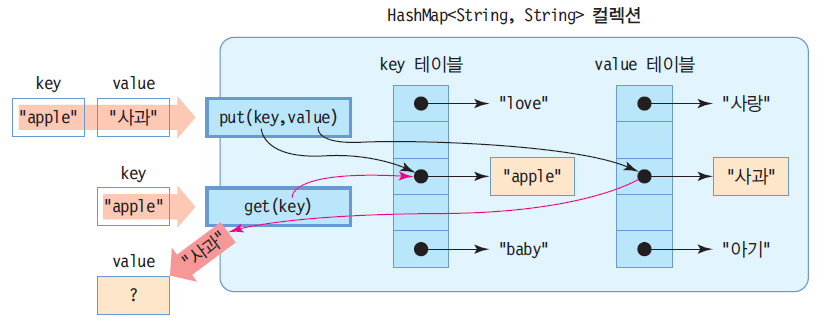 HashMap<String, String> 컬렉션
key 테이블
value 테이블
key
value
"apple"
"사과"
put(key,value)
"love"
"사랑"
key
"apple"
get(key)
"apple"
"사과"
"사과"
value
?
"baby"
"아기"